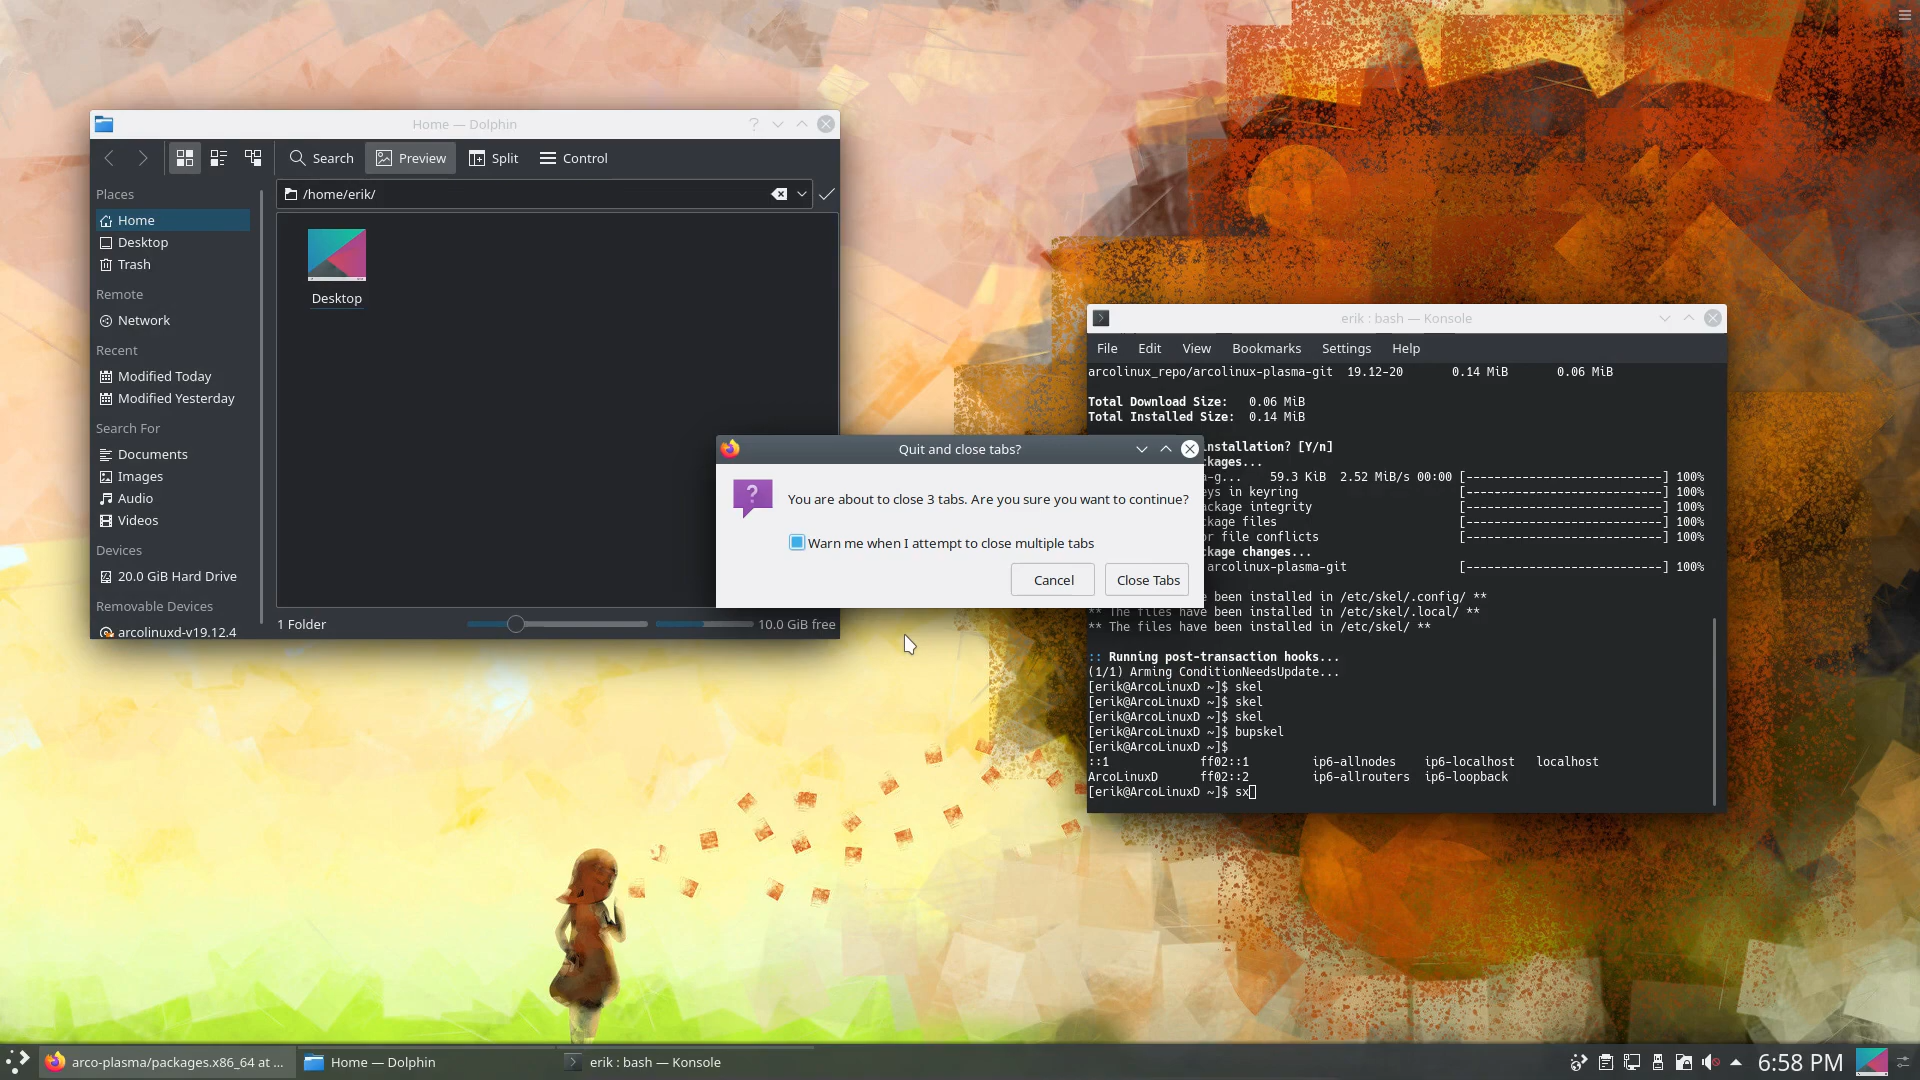 Home — Dolphin
Search
Preview
Split
Control
Places
Home
Desktop
Trash
Remote
Network
Recent
Modified Today
Modified Yesterday
Search For
Documents
Images
Audio
Videos
Devices
20.0 GiB Hard Drive
Removable Devices
arcolinuxd-v19.12.4
/home/erik/
Desktop
1 Folder
10.0 GiB free
Quit and close tabs?
You are about to close 3 tabs. Are you sure you want to continue?
Warn me when I attempt to close multiple tabs
Cancel
Close Tabs
erik : bash — Konsole
File Edit View Bookmarks Settings Help
arcolinux_repo/arcolinux-plasma-git 19.12-20 0.14 MiB 0.06 MiB
Total Download Size: 0.06 MiB
Total Installed Size: 0.14 MiB
nstallation? [Y/n]
kages...
-g... 59.3 KiB 2.52 MiB/s 00:00 [----------------------------] 100%
ys in keyring [----------------------------] 100%
ckage integrity [----------------------------] 100%
kage files [----------------------------] 100%
r file conflicts [----------------------------] 100%
kage changes...
arcolinux-plasma-git [----------------------------] 100%
been installed in /etc/skel/.config/ **
** The files have been installed in /etc/skel/.local/ **
** The files have been installed in /etc/skel/ **
:: Running post-transaction hooks...
(1/1) Arming ConditionNeedsUpdate...
[erik@ArcoLinuxD ~]$ skel
[erik@ArcoLinuxD ~]$ skel
[erik@ArcoLinuxD ~]$ skel
[erik@ArcoLinuxD ~]$ bupskel
[erik@ArcoLinuxD ~]$
::1 ff02::1 ip6-allnodes ip6-localhost localhost
ArcoLinuxD ff02::2 ip6-allrouters ip6-loopback
[erik@ArcoLinuxD ~]$ sx
arco-plasma/packages.x86_64 at ...
Home — Dolphin
erik : bash — Konsole
6:58 PM